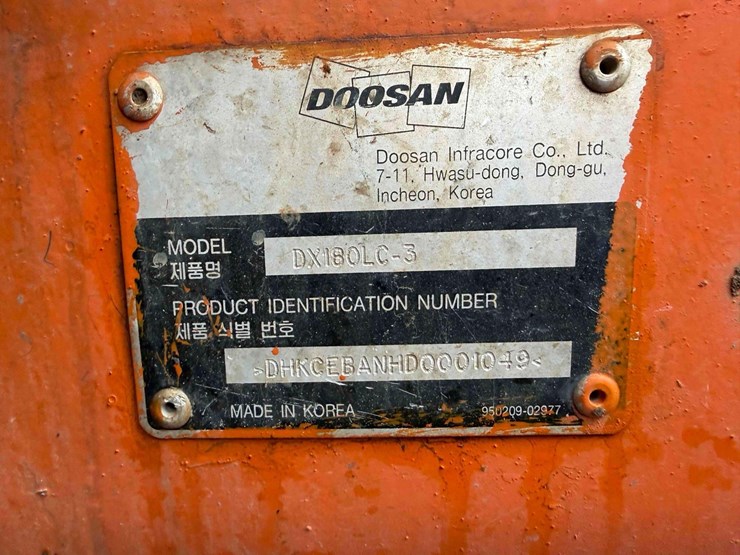 DOOSAN
Doosan Infracore Co., Ltd.
7-11, Hwasu-dong, Dong-gu,
Incheon, Korea
MODEL DX180LC-3
제품명
PRODUCT IDENTIFICATION NUMBER
제품 식별 번호
>DHKCEBANHD0001049<
MADE IN KOREA 950209-02977